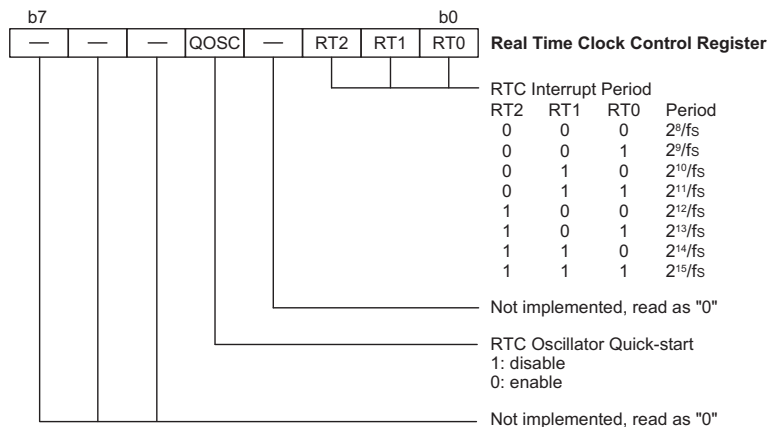 b7 b0
— — — QOSC — RT2 RT1 RT0 Real Time Clock Control Register
RTC Interrupt Period
RT2 RT1 RT0 Period
0 0 0 2⁸/fs
0 0 1 2⁹/fs
0 1 0 2¹⁰/fs
0 1 1 2¹¹/fs
1 0 0 2¹²/fs
1 0 1 2¹³/fs
1 1 0 2¹⁴/fs
1 1 1 2¹⁵/fs
Not implemented, read as "0"
RTC Oscillator Quick-start
1: disable
0: enable
Not implemented, read as "0"